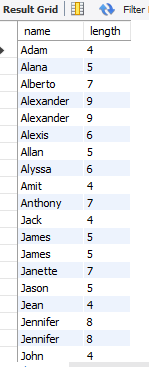 Result Grid Filter
name length
Adam 4
Alana 5
Alberto 7
Alexander 9
Alexander 9
Alexis 6
Allan 5
Alyssa 6
Amit 4
Anthony 7
Jack 4
James 5
James 5
Janette 7
Jason 5
Jean 4
Jennifer 8
Jennifer 8
John 4